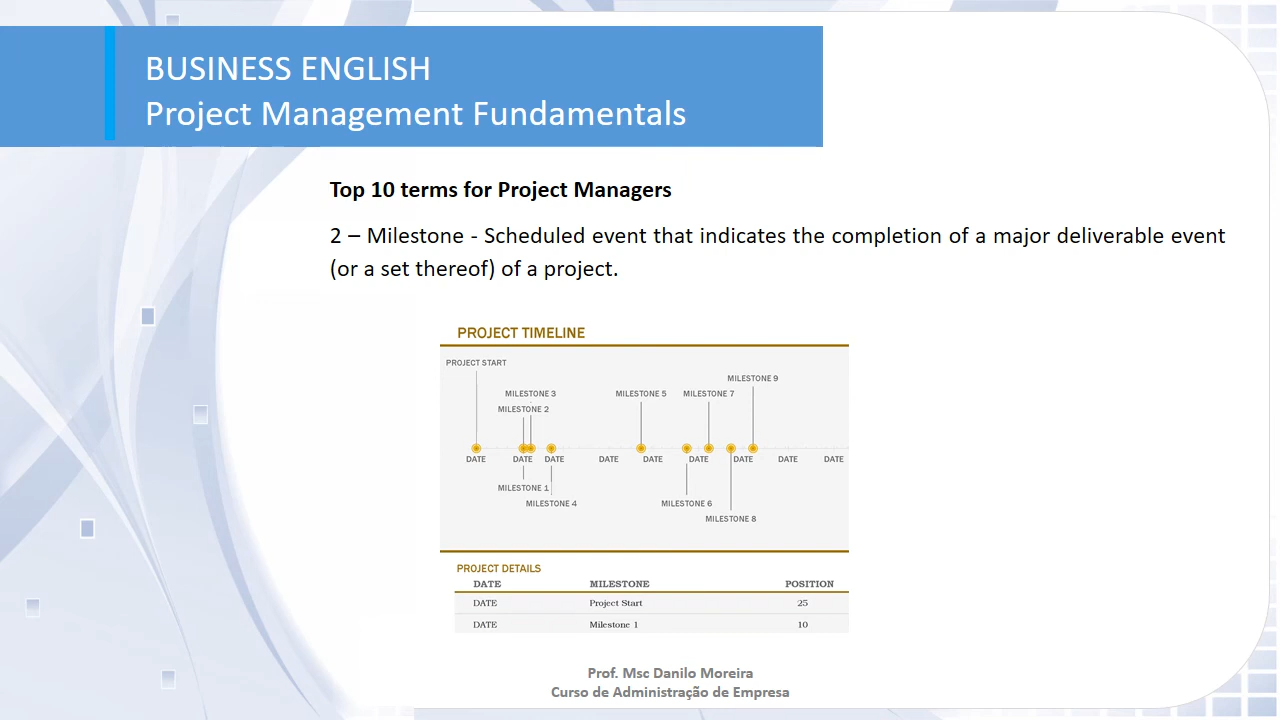 BUSINESS ENGLISH
Project Management Fundamentals
Top 10 terms for Project Managers
2 – Milestone - Scheduled event that indicates the completion of a major deliverable event
(or a set thereof) of a project.
PROJECT TIMELINE
PROJECT START
MILESTONE 9
MILESTONE 3 MILESTONE 5 MILESTONE 7
MILESTONE 2
DATE DATE DATE DATE DATE DATE DATE DATE DATE
MILESTONE 1
MILESTONE 4 MILESTONE 6
MILESTONE 8
PROJECT DETAILS
DATE MILESTONE POSITION
DATE Project Start 25
DATE Milestone 1 10
Prof. Msc Danilo Moreira
Curso de Administração de Empresa